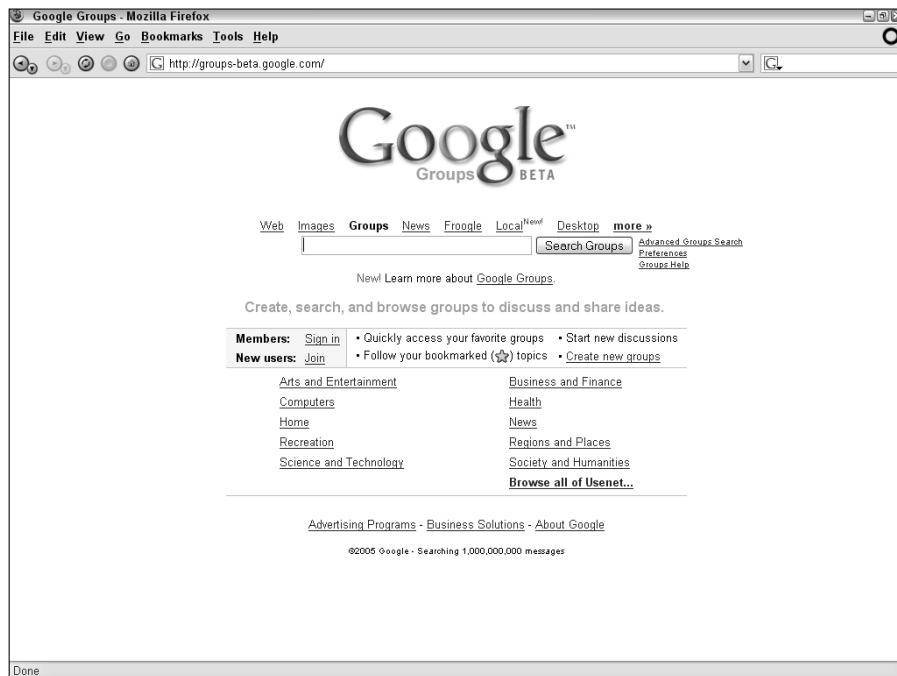 Google Groups - Mozilla Firefox
File Edit View Go Bookmarks Tools Help
G http://groups-beta.google.com/ G
Google™
Groups BETA
Web Images Groups News Froogle Local New! Desktop more »
Search Groups
Advanced Groups Search
Preferences
Groups Help
New! Learn more about Google Groups.
Create, search, and browse groups to discuss and share ideas.
Members: Sign in • Quickly access your favorite groups • Start new discussions
New users: Join • Follow your bookmarked (☆) topics • Create new groups
Arts and Entertainment Business and Finance
Computers Health
Home News
Recreation Regions and Places
Science and Technology Society and Humanities
Browse all of Usenet...
Advertising Programs - Business Solutions - About Google
©2005 Google - Searching 1,000,000,000 messages
Done